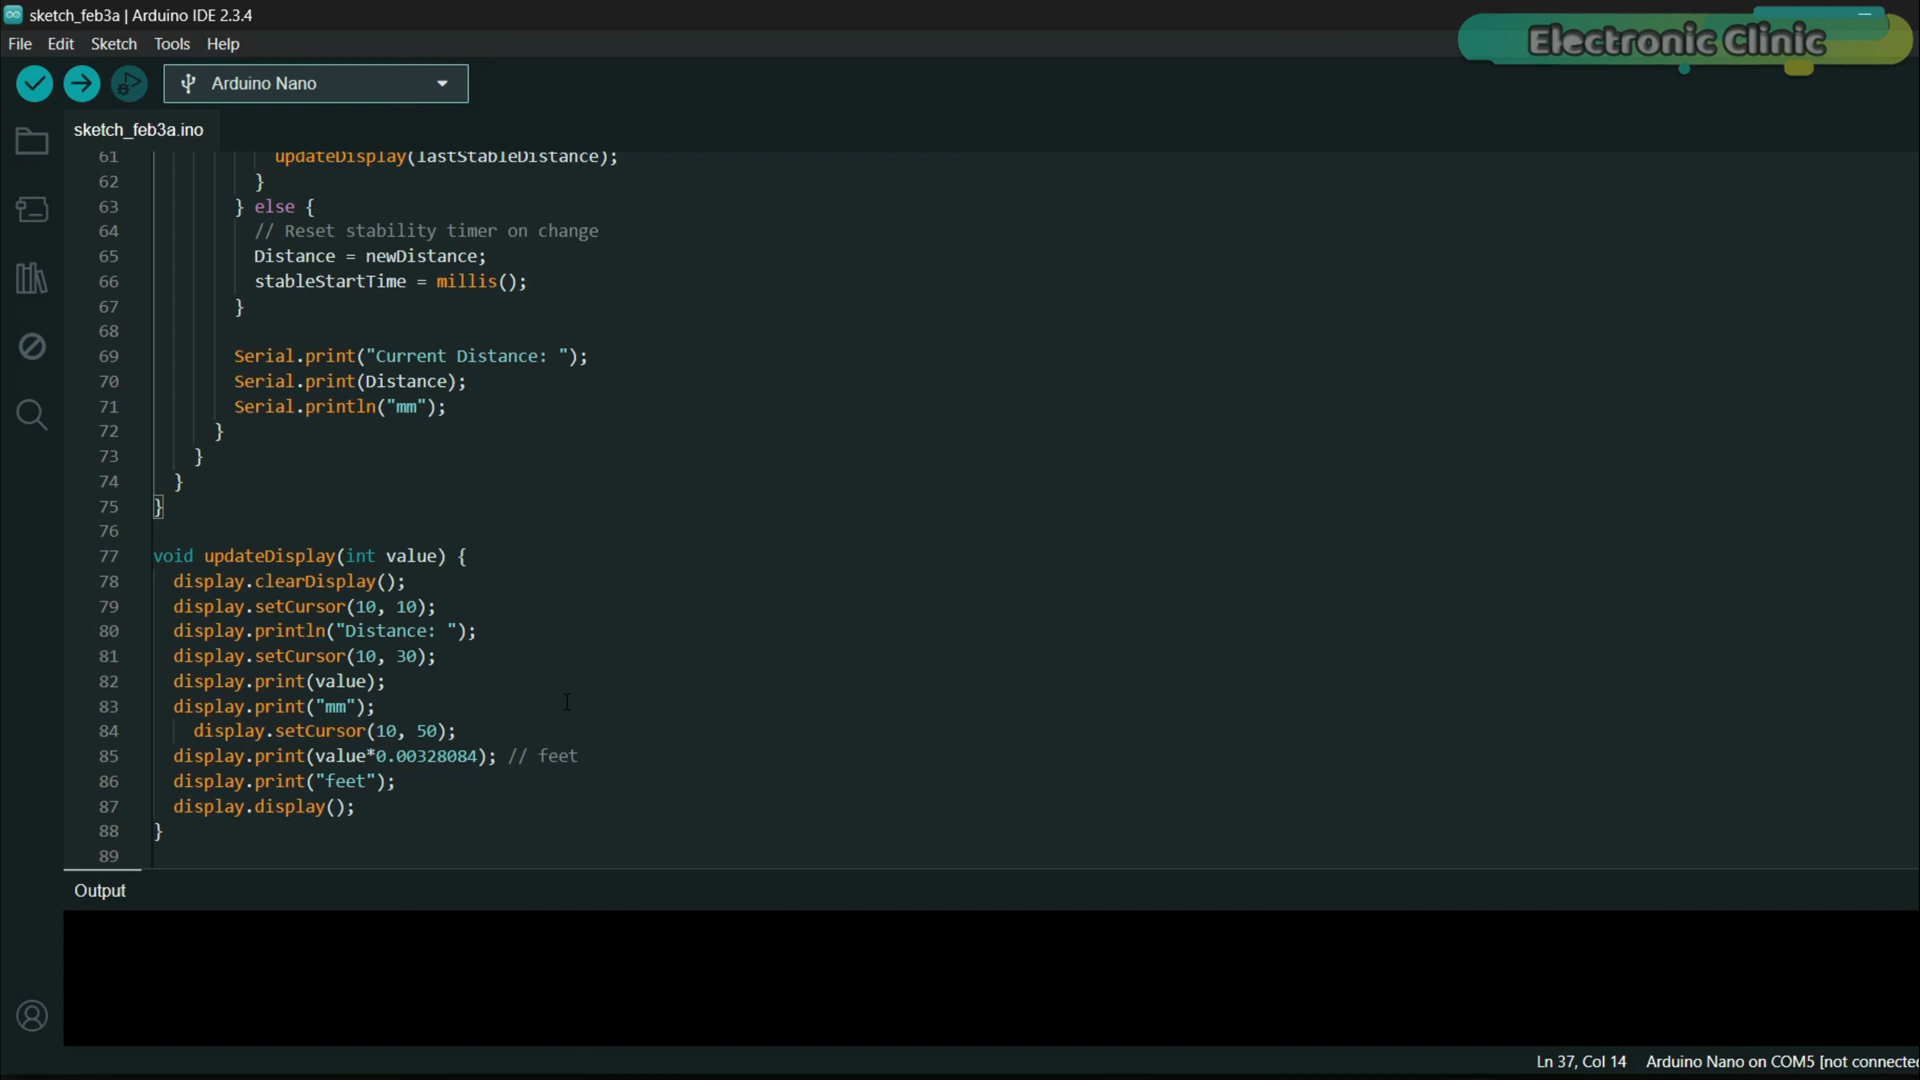 sketch_feb3a | Arduino IDE 2.3.4
Electronic Clinic
File Edit Sketch Tools Help
Arduino Nano
sketch_feb3a.ino
61 updateDisplay(lastStableDistance);
62 }
63 } else {
64 // Reset stability timer on change
65 Distance = newDistance;
66 stableStartTime = millis();
67 }
68
69 Serial.print("Current Distance: ");
70 Serial.print(Distance);
71 Serial.println("mm");
72 }
73 }
74 }
75 }
76
77 void updateDisplay(int value) {
78 display.clearDisplay();
79 display.setCursor(10, 10);
80 display.println("Distance: ");
81 display.setCursor(10, 30);
82 display.print(value);
83 display.print("mm");
84 display.setCursor(10, 50);
85 display.print(value*0.00328084); // feet
86 display.print("feet");
87 display.display();
88 }
89
Output
Ln 37, Col 14 Arduino Nano on COM5 [not connected